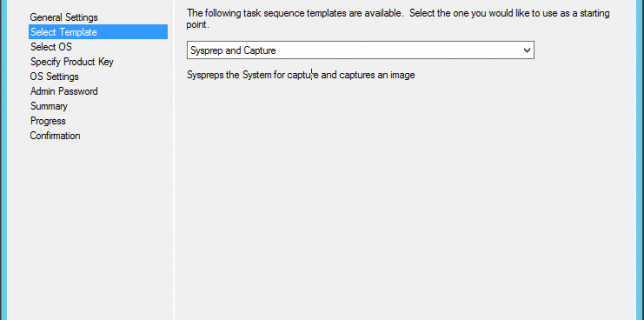 General Settings
Select Template
Select OS
Specify Product Key
OS Settings
Admin Password
Summary
Progress
Confirmation
The following task sequence templates are available. Select the one you would like to use as a starting
point.
Sysprep and Capture
Syspreps the System for capture and captures an image